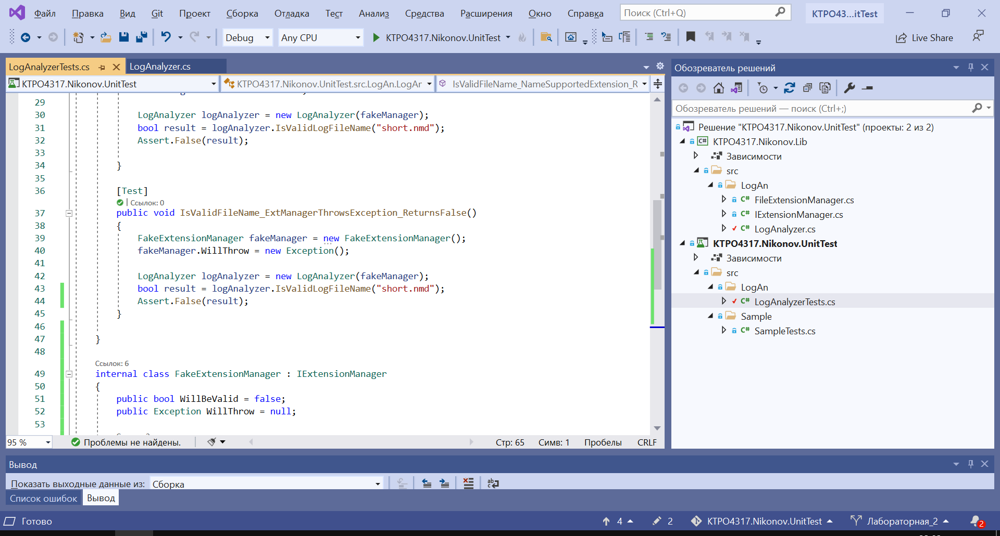 Файл Правка Вид Git Проект Сборка Отладка Тест Анализ Средства Расширения Окно Справка Поиск (Ctrl+Q) КТРО43...itTest
Debug Any CPU КТРО4317.Nikonov.UnitTest Live Share
LogAnalyzerTests.cs LogAnalyzer.cs
КТРО4317.Nikonov.UnitTest КТРО4317.Nikonov.UnitTest.src.LogAn.LogAr IsValidFileName_NameSupportedExtension_R
29
30 LogAnalyzer logAnalyzer = new LogAnalyzer(fakeManager);
31 bool result = logAnalyzer.IsValidLogFileName("short.nmd");
32 Assert.False(result);
33
34 }
35
36 [Test]
Ссылок: 0
37 public void IsValidFileName_ExtManagerThrowsException_ReturnsFalse()
38 {
39 FakeExtensionManager fakeManager = new FakeExtensionManager();
40 fakeManager.WillThrow = new Exception();
41
42 LogAnalyzer logAnalyzer = new LogAnalyzer(fakeManager);
43 bool result = logAnalyzer.IsValidLogFileName("short.nmd");
44 Assert.False(result);
45 }
46
47 }
48
Ссылок: 6
49 internal class FakeExtensionManager : IExtensionManager
50 {
51 public bool WillBeValid = false;
52 public Exception WillThrow = null;
53
95 % Проблемы не найдены. Стр: 65 Симв: 1 Пробелы CRLF
Обозреватель решений
Обозреватель решений — поиск (Ctrl+;)
Решение "КТРО4317.Nikonov.UnitTest" (проекты: 2 из 2)
C# КТРО4317.Nikonov.Lib
Зависимости
src
LogAn
C# FileExtensionManager.cs
C# IExtensionManager.cs
C# LogAnalyzer.cs
КТРО4317.Nikonov.UnitTest
Зависимости
src
LogAn
C# LogAnalyzerTests.cs
Sample
C# SampleTests.cs
Вывод
Показать выходные данные из: Сборка
Список ошибок Вывод
Готово 4 2 КТРО4317.Nikonov.UnitTest Лабораторная_2 2